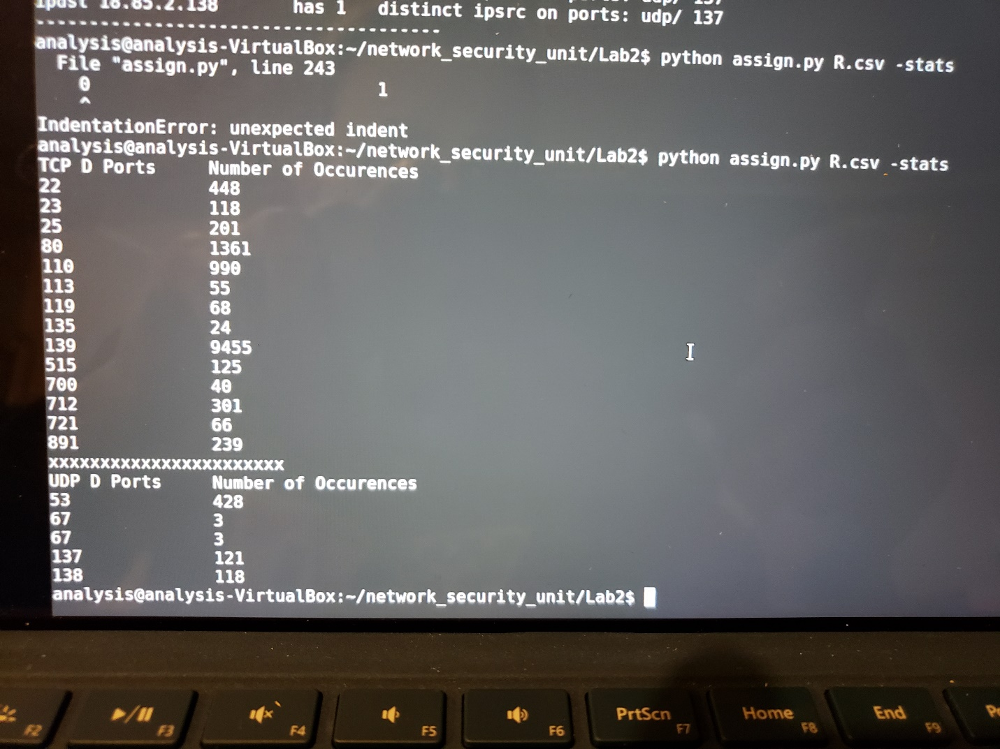 ipdst 18.85.2.138 has 1 distinct ipsrc on ports: udp/ 137
------------------------------------
analysis@analysis-VirtualBox:~/network_security_unit/Lab2$ python assign.py R.csv -stats
File "assign.py", line 243
0 1
^
IndentationError: unexpected indent
analysis@analysis-VirtualBox:~/network_security_unit/Lab2$ python assign.py R.csv -stats
TCP D Ports Number of Occurences
22 448
23 118
25 201
80 1361
110 990
113 55
119 68
135 24
139 9455
515 125
700 40
712 301
721 66
891 239
xxxxxxxxxxxxxxxxxxxxxxx
UDP D Ports Number of Occurences
53 428
67 3
67 3
137 121
138 118
analysis@analysis-VirtualBox:~/network_security_unit/Lab2$
F2 F3 F4 F5 F6 PrtScn F7 Home F8 End F9